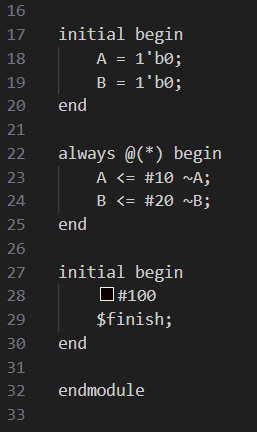 16
17 initial begin
18     A = 1'b0;
19     B = 1'b0;
20 end
21
22 always @(*) begin
23     A <= #10 ~A;
24     B <= #20 ~B;
25 end
26
27 initial begin
28     #100
29     $finish;
30 end
31
32 endmodule
33